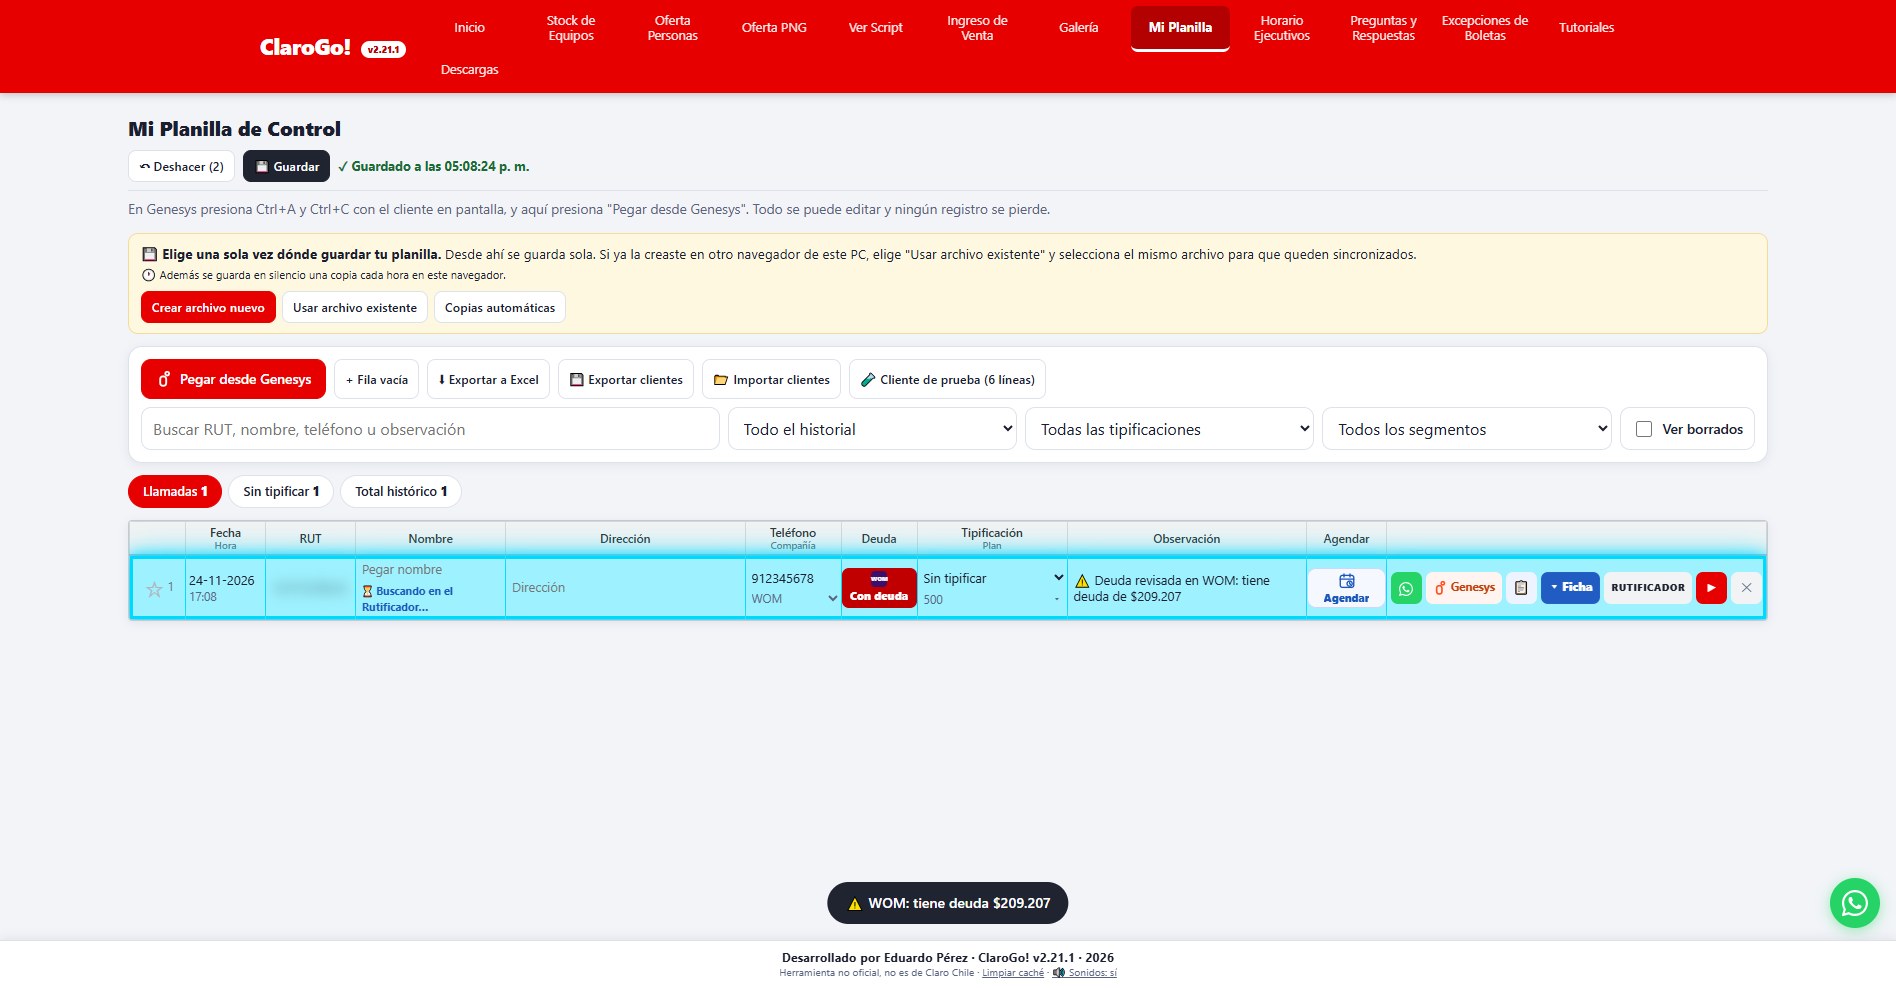 ClaroGo! v2.21.1
Inicio
Stock de Equipos
Oferta Personas
Oferta PNG
Ver Script
Ingreso de Venta
Galería
Mi Planilla
Horario Ejecutivos
Preguntas y Respuestas
Excepciones de Boletas
Tutoriales
Descargas
Mi Planilla de Control
↶ Deshacer (2)
💾 Guardar
✓ Guardado a las 05:08:24 p. m.
En Genesys presiona Ctrl+A y Ctrl+C con el cliente en pantalla, y aquí presiona "Pegar desde Genesys". Todo se puede editar y ningún registro se pierde.
💾 Elige una sola vez dónde guardar tu planilla. Desde ahí se guarda sola. Si ya la creaste en otro navegador de este PC, elige "Usar archivo existente" y selecciona el mismo archivo para que queden sincronizados.
Además se guarda en silencio una copia cada hora en este navegador.
Crear archivo nuevo
Usar archivo existente
Copias automáticas
Pegar desde Genesys
+ Fila vacía
⬇ Exportar a Excel
💾 Exportar clientes
📂 Importar clientes
🧪 Cliente de prueba (6 líneas)
Buscar RUT, nombre, teléfono u observación
Todo el historial
Todas las tipificaciones
Todos los segmentos
Ver borrados
Llamadas 1
Sin tipificar 1
Total histórico 1
Fecha
Hora
RUT
Nombre
Dirección
Teléfono
Compañía
Deuda
Tipificación
Plan
Observación
Agendar
☆ 1
24-11-2026
17:08
Pegar nombre
⌛ Buscando en el
Rutificador...
Dirección
912345678
WOM
WOM
Con deuda
Sin tipificar
500
-
⚠ Deuda revisada en WOM: tiene
deuda de $209.207
Agendar
Genesys
Ficha
RUTIFICADOR
⚠ WOM: tiene deuda $209.207
Desarrollado por Eduardo Pérez · ClaroGo! v2.21.1 · 2026
Herramienta no oficial, no es de Claro Chile · Limpiar caché · 🔊 Sonidos: sí